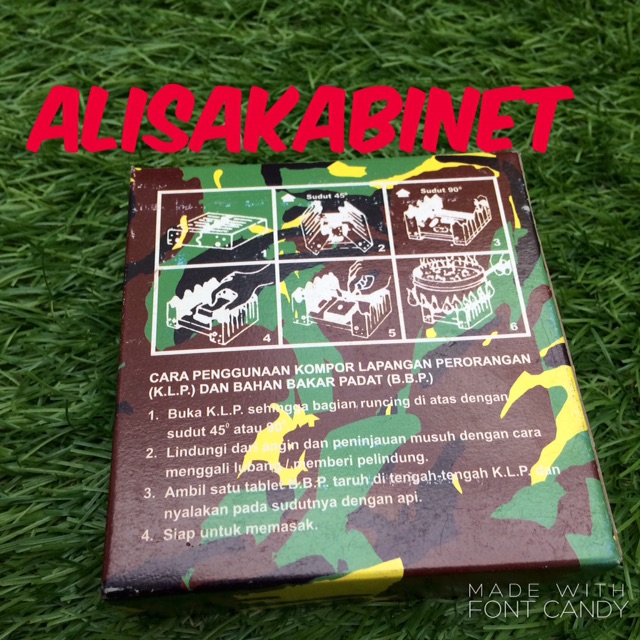 ALISAKABINET
Sudut 45°
Sudut 90°
1
2
3
4
5
6
CARA PENGGUNAAN KOMPOR LAPANGAN PERORANGAN
(K.L.P.) DAN BAHAN BAKAR PADAT (B.B.P.)
1. Buka K.L.P. sehingga bagian runcing di atas dengan
sudut 45⁰ atau 90
2. Lindungi dari angin dan peninjauan musuh dengan cara
menggali lubang / memberi pelindung.
3. Ambil satu tablet B.B.P. taruh di tengah-tengah K.L.P. dan
nyalakan pada sudutnya dengan api.
4. Siap untuk memasak.
MADE WITH
FONT CANDY